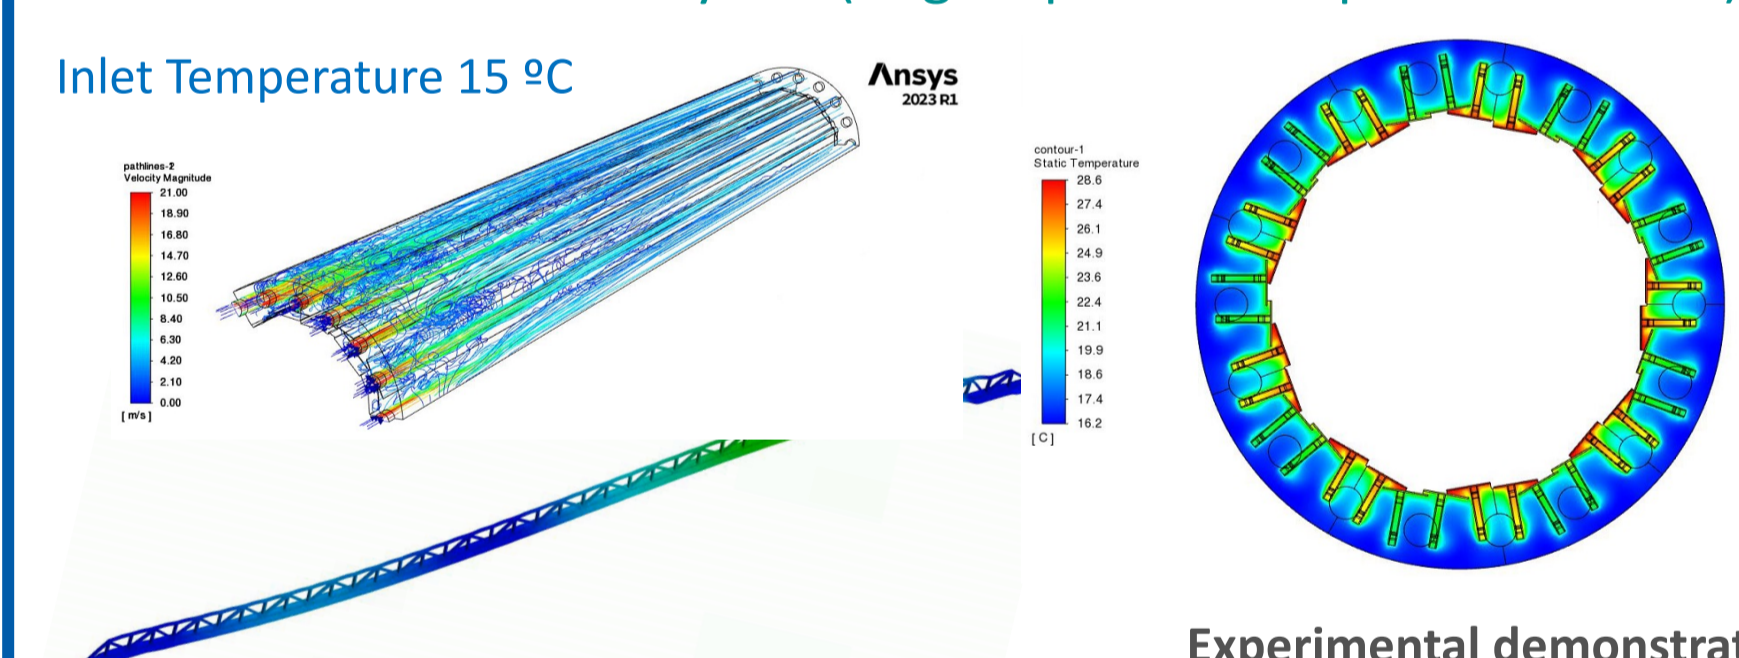 Inlet Temperature 15 ºC
Ansys
2023 R1
pathlines-2
Velocity Magnitude
21.00
18.90
16.80
14.70
12.60
10.50
8.40
6.30
4.20
2.10
0.00
[ m/s ]
contour-1
Static Temperature
28.6
27.4
26.1
24.9
23.6
22.4
21.1
19.9
18.6
17.4
16.2
[ C ]
Experimental